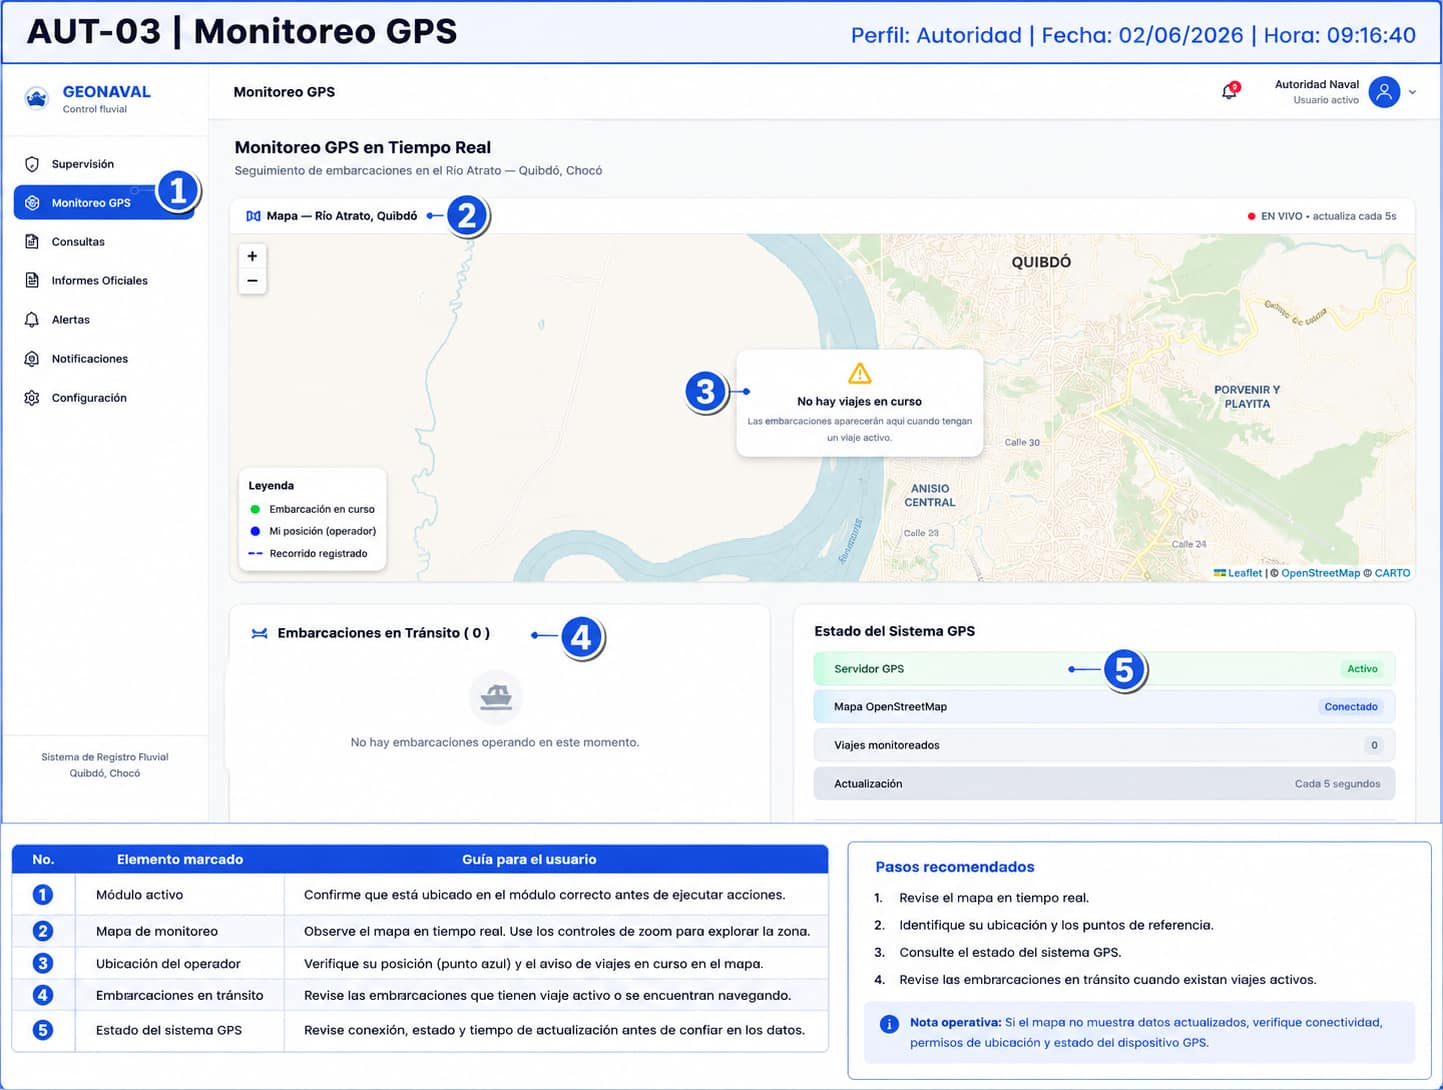 AUT-03 | Monitoreo GPS
Perfil: Autoridad | Fecha: 02/06/2026 | Hora: 09:16:40
GEONAVAL
Control fluvial
Monitoreo GPS
Autoridad Naval
Usuario activo
Supervisión
Monitoreo GPS
1
Consultas
Informes Oficiales
Alertas
Notificaciones
Configuración
Sistema de Registro Fluvial
Quibdó, Chocó
Monitoreo GPS en Tiempo Real
Seguimiento de embarcaciones en el Río Atrato — Quibdó, Chocó
Mapa — Río Atrato, Quibdó
2
EN VIVO • actualiza cada 5s
+
−
QUIBDÓ
PORVENIR Y
PLAYITA
3
No hay viajes en curso
Las embarcaciones aparecerán aquí cuando tengan
un viaje activo.
Calle 30
ANISIO
CENTRAL
Calle 23
Calle 24
Leyenda
Embarcación en curso
Mi posición (operador)
Recorrido registrado
Leaflet | © OpenStreetMap © CARTO
Embarcaciones en Tránsito ( 0 )
4
No hay embarcaciones operando en este momento.
Estado del Sistema GPS
Servidor GPS
5
Activo
Mapa OpenStreetMap
Conectado
Viajes monitoreados
0
Actualización
Cada 5 segundos
No. Elemento marcado Guía para el usuario
1 Módulo activo Confirme que está ubicado en el módulo correcto antes de ejecutar acciones.
2 Mapa de monitoreo Observe el mapa en tiempo real. Use los controles de zoom para explorar la zona.
3 Ubicación del operador Verifique su posición (punto azul) y el aviso de viajes en curso en el mapa.
4 Embrarcaciones en tránsito Revise las embarcaciones que tienen viaje activo o se encuentran navegando.
5 Estado del sistema GPS Revise conexión, estado y tiempo de actualización antes de confiar en los datos.
Pasos recomendados
1. Revise el mapa en tiempo real.
2. Identifique su ubicación y los puntos de referencia.
3. Consulte el estado del sistema GPS.
4. Revise las embrarcaciones en tránsito cuando existan viajes activos.
Nota operativa: Si el mapa no muestra datos actualizados, verifique conectividad,
permisos de ubicación y estado del dispositivo GPS.